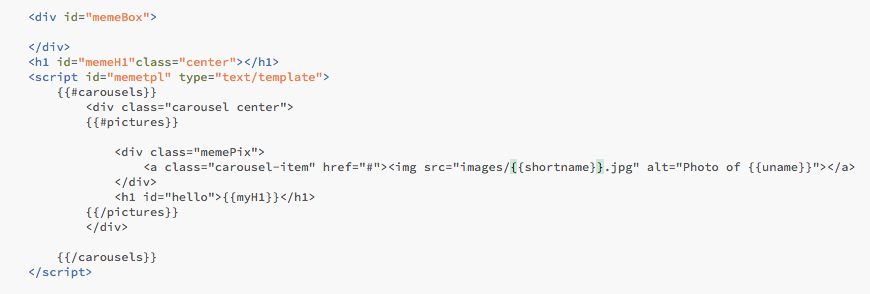 <div id="memeBox">

</div>
<h1 id="memeH1"class="center"></h1>
<script id="memetpl" type="text/template">
    {{#carousels}}
        <div class="carousel center">
        {{#pictures}}

            <div class="memePix">
                <a class="carousel-item" href="#"><img src="images/{{shortname}}.jpg" alt="Photo of {{uname}}"></a>
            </div>
            <h1 id="hello">{{myH1}}</h1>
        {{/pictures}}
        </div>

    {{/carousels}}
</script>